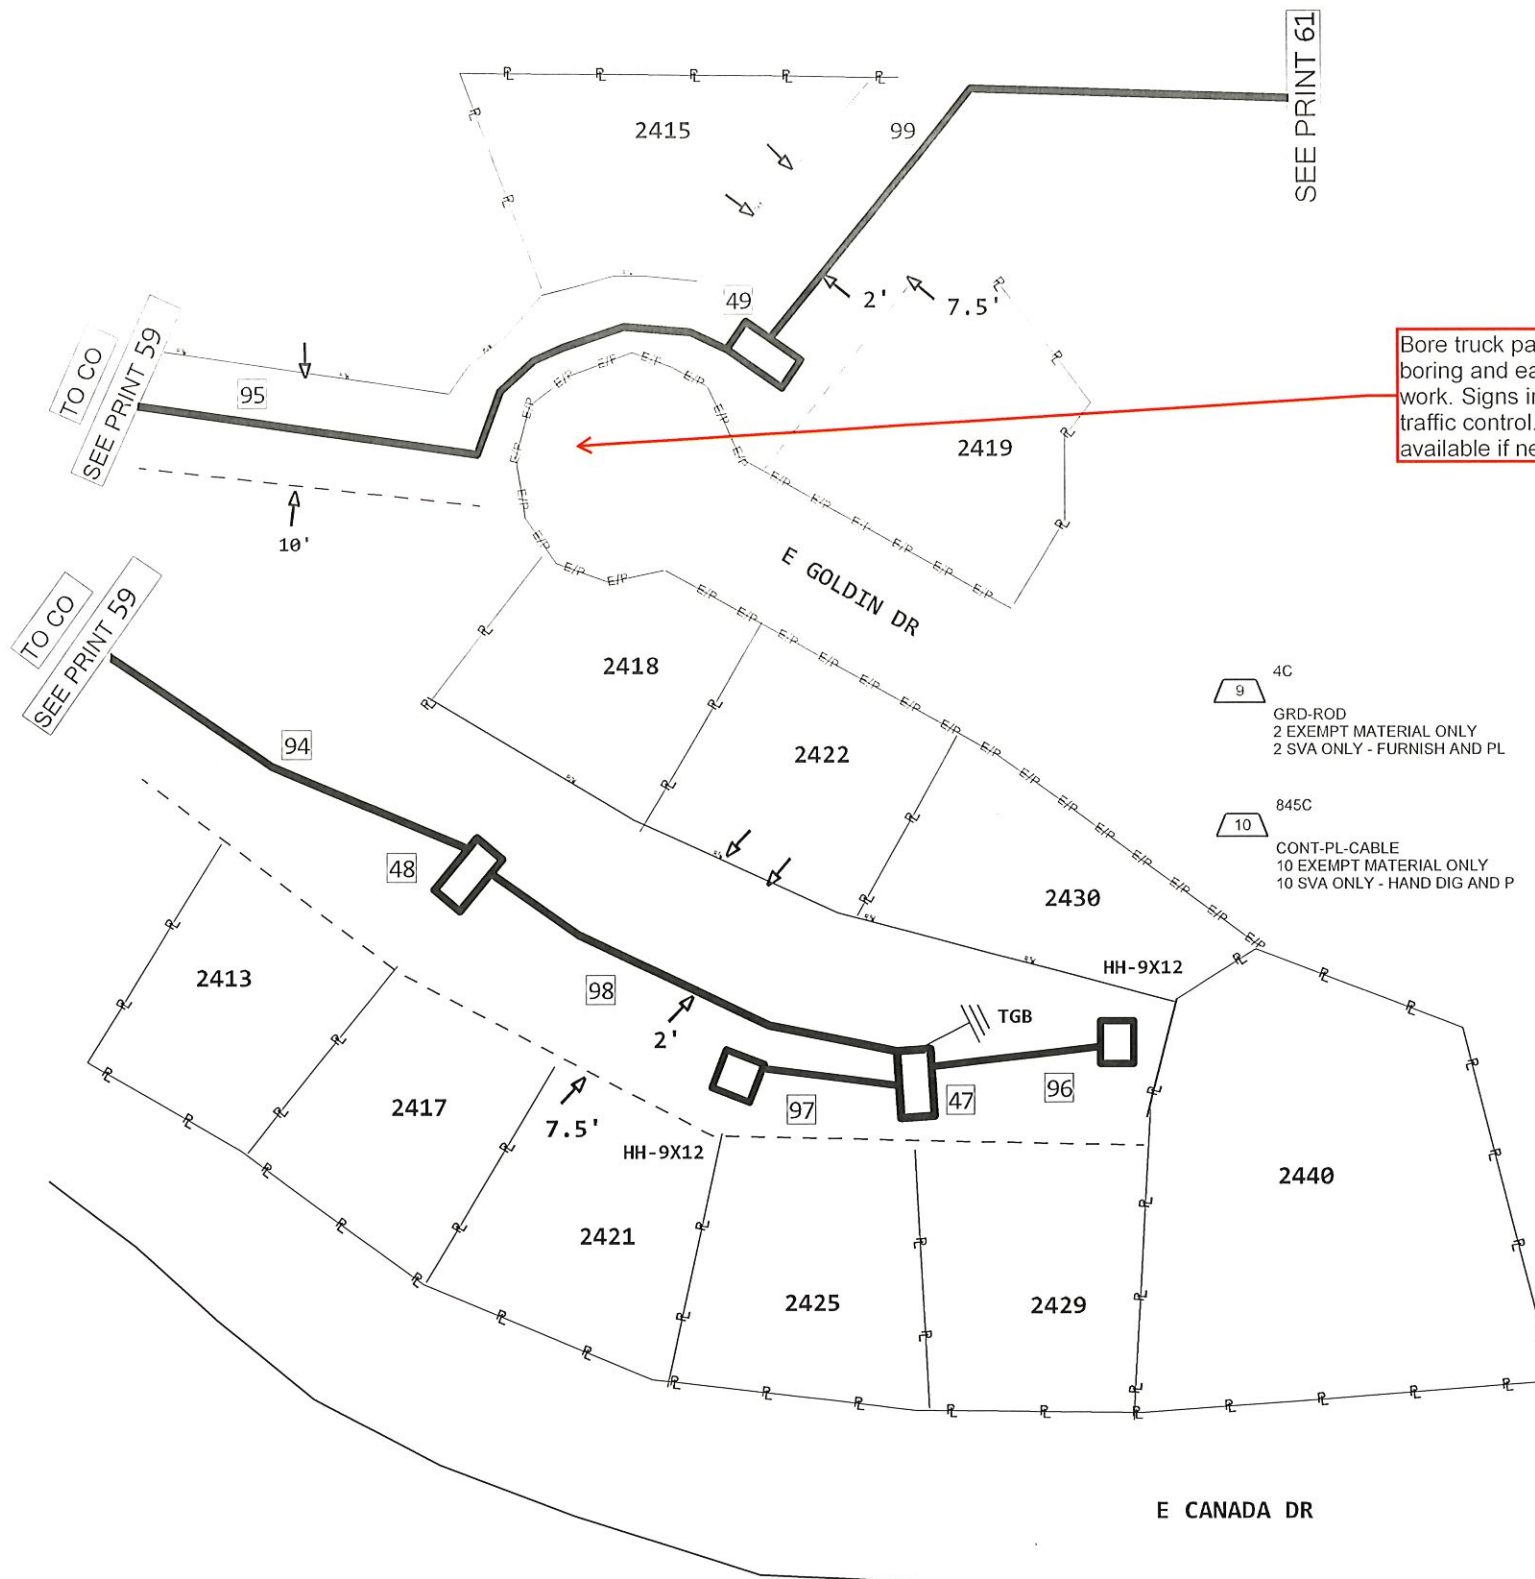 SEE PRINT 61
2415
99
49
2'
7.5'
TO CO
SEE PRINT 59
95
10'
2419
Bore truck pa
boring and ea
work. Signs i
traffic control.
available if ne
E GOLDIN DR
TO CO
SEE PRINT 59
94
2418
2422
2430
9
4C
GRD-ROD
2 EXEMPT MATERIAL ONLY
2 SVA ONLY - FURNISH AND PL
10
845C
CONT-PL-CABLE
10 EXEMPT MATERIAL ONLY
10 SVA ONLY - HAND DIG AND P
48
98
2'
HH-9X12
TGB
2413
2417
7.5'
HH-9X12
97
47
96
2421
2425
2429
2440
E CANADA DR